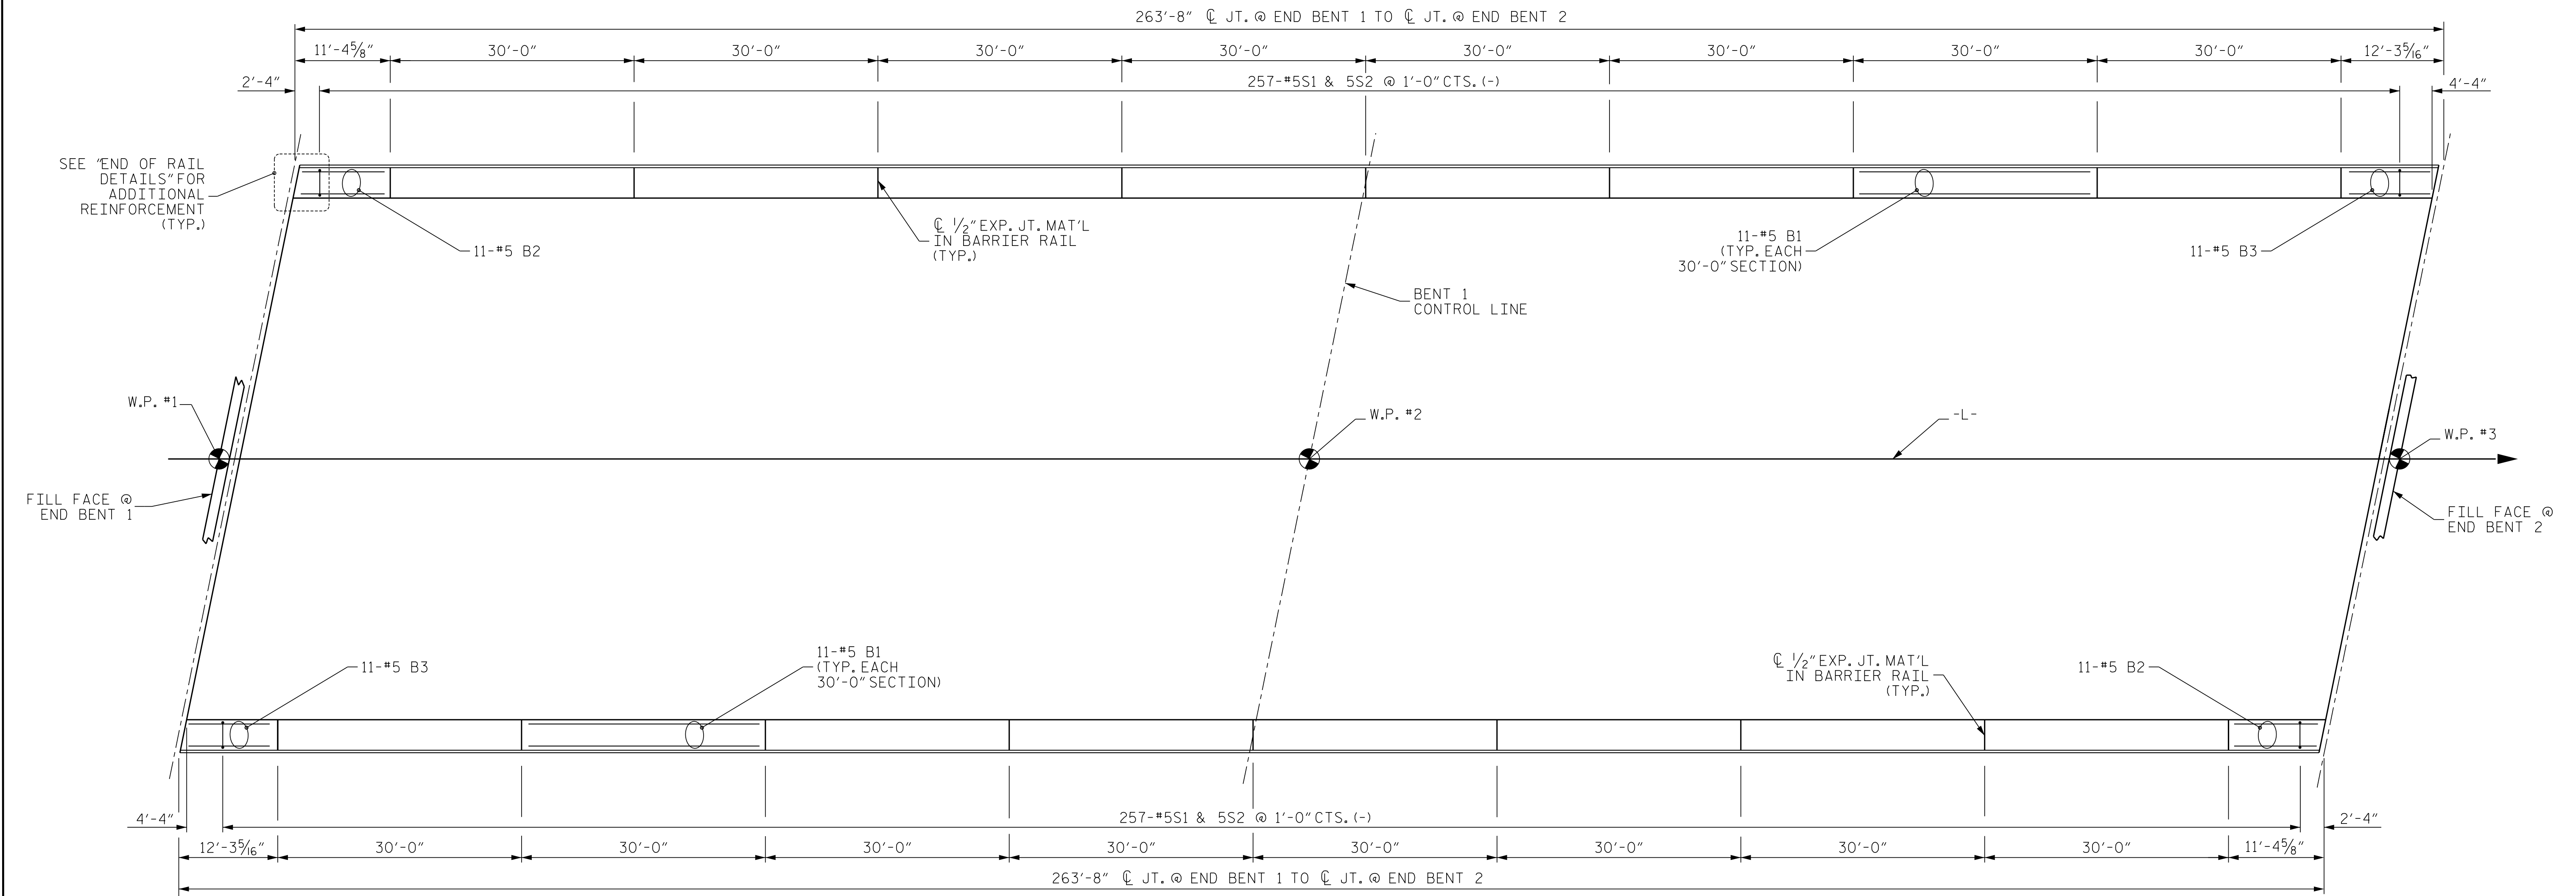 263'-8" ℄ JT. @ END BENT 1 TO ℄ JT. @ END BENT 2
11'-4⅝" 30'-0" 30'-0" 30'-0" 30'-0" 30'-0" 30'-0" 30'-0" 30'-0" 12'-3 5/16"
2'-4" 257-#5S1 & 5S2 @ 1'-0" CTS. (-) 4'-4"
SEE "END OF RAIL
DETAILS" FOR
ADDITIONAL
REINFORCEMENT
(TYP.)
11-#5 B2
℄ 1/2" EXP. JT. MAT'L
IN BARRIER RAIL
(TYP.)
11-#5 B1
(TYP. EACH
30'-0" SECTION)
11-#5 B3
BENT 1
CONTROL LINE
W.P. #1
W.P. #2
-L-
W.P. #3
FILL FACE @
END BENT 1
FILL FACE @
END BENT 2
11-#5 B3
11-#5 B1
(TYP. EACH
30'-0" SECTION)
℄ 1/2" EXP. JT. MAT'L
IN BARRIER RAIL
(TYP.)
11-#5 B2
4'-4" 257-#5S1 & 5S2 @ 1'-0" CTS. (-) 2'-4"
12'-3 5/16" 30'-0" 30'-0" 30'-0" 30'-0" 30'-0" 30'-0" 30'-0" 30'-0" 11'-4⅝"
263'-8" ℄ JT. @ END BENT 1 TO ℄ JT. @ END BENT 2